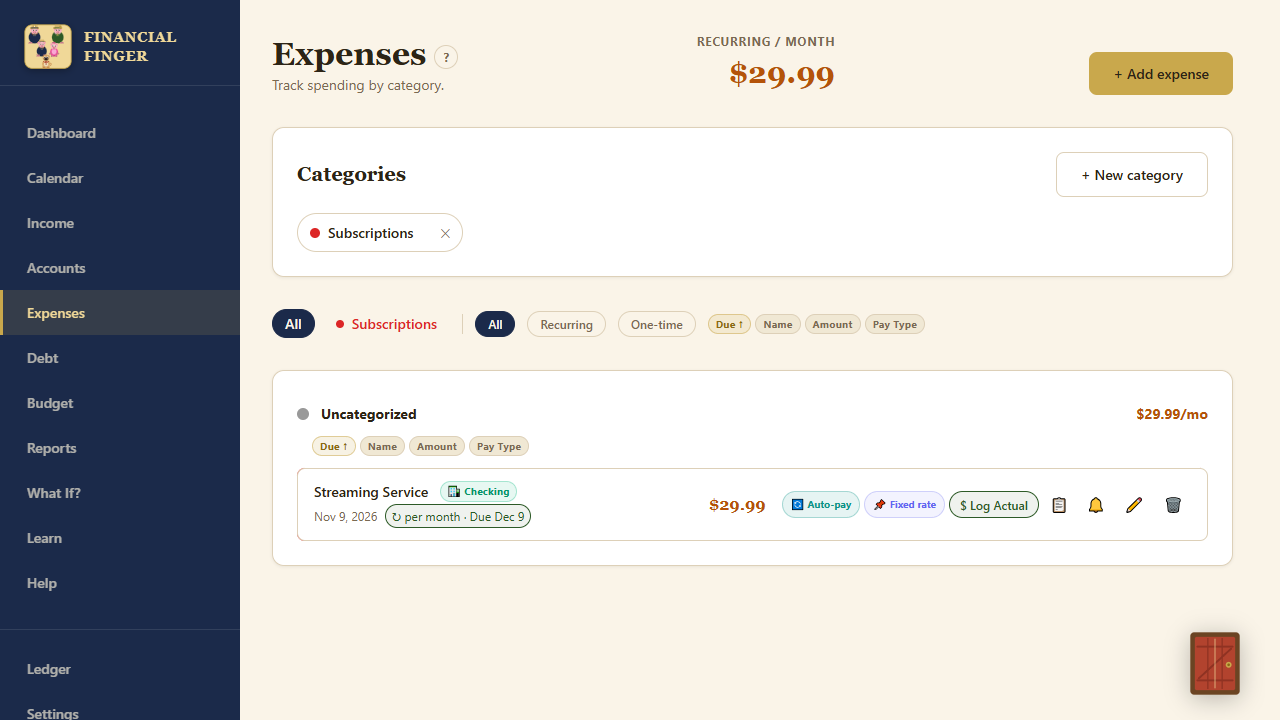 FINANCIAL
FINGER
Dashboard
Calendar
Income
Accounts
Expenses
Debt
Budget
Reports
What If?
Learn
Help
Ledger
Settings
Expenses ?
Track spending by category.
RECURRING / MONTH
$29.99
+ Add expense
Categories
+ New category
Subscriptions ×
All Subscriptions All Recurring One-time Due ↑ Name Amount Pay Type
Uncategorized $29.99/mo
Due ↑ Name Amount Pay Type
Streaming Service Checking
Nov 9, 2026 ↻ per month · Due Dec 9
$29.99 Auto-pay Fixed rate $ Log Actual